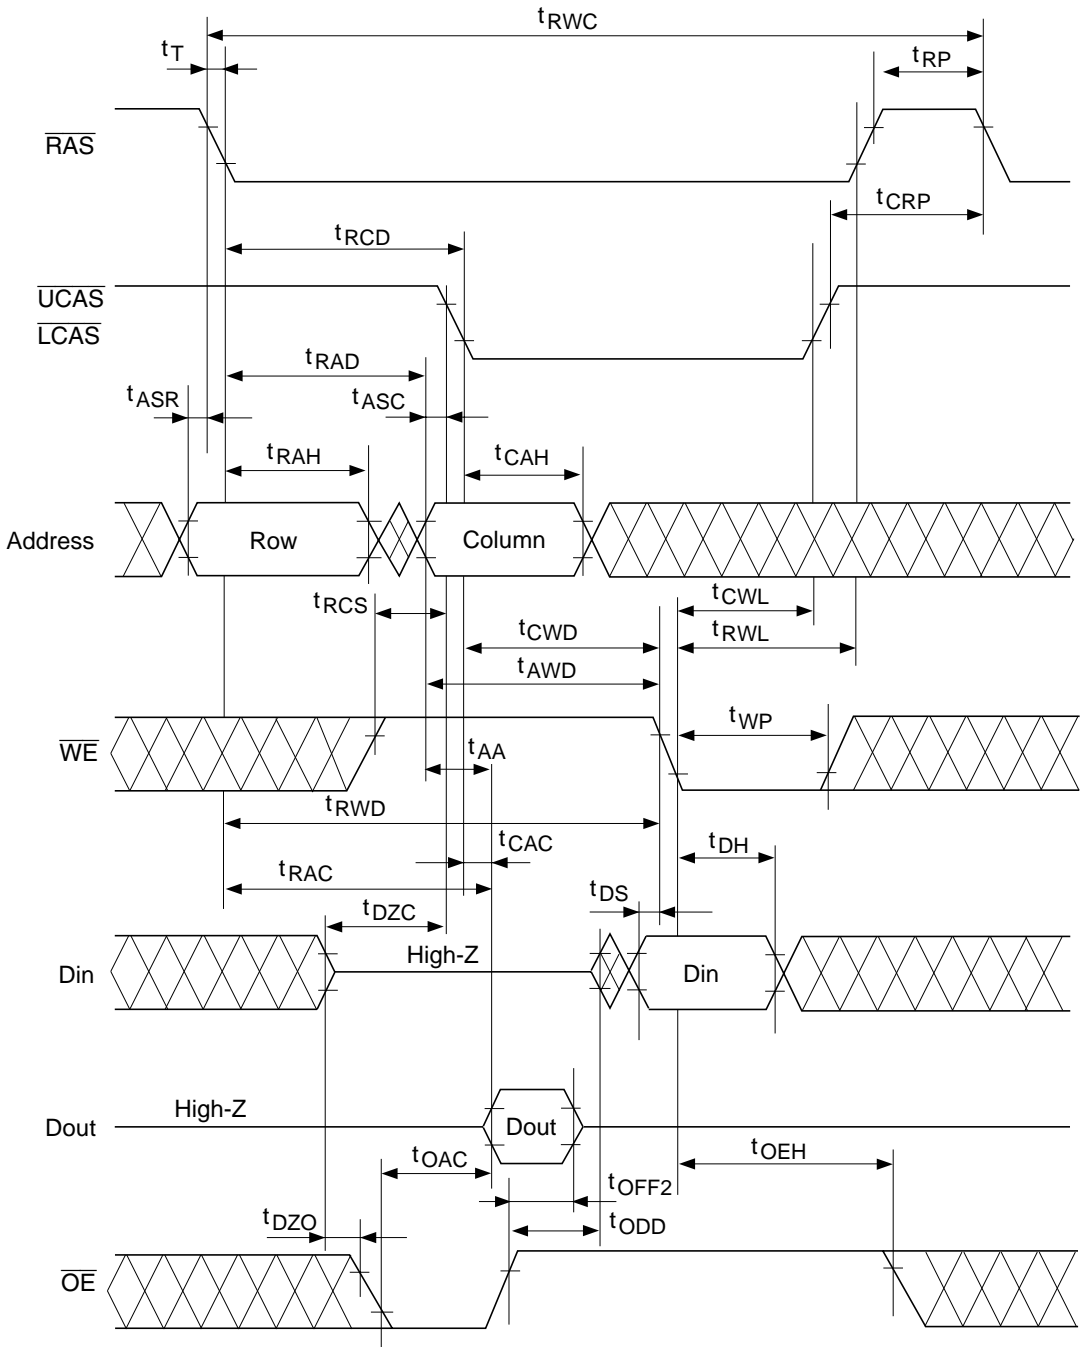 tRWC
tT
tRP
RAS
tCRP
tRCD
UCAS
LCAS
tRAD
tASR
tASC
tRAH
tCAH
Address
Row
Column
tRCS
tCWL
tCWD
tRWL
tAWD
tWP
WE
tAA
tRWD
tCAC
tDH
tRAC
tDS
tDZC
High-Z
Din
Din
High-Z
Dout
Dout
tOAC
tOEH
tOFF2
tDZO
tODD
OE